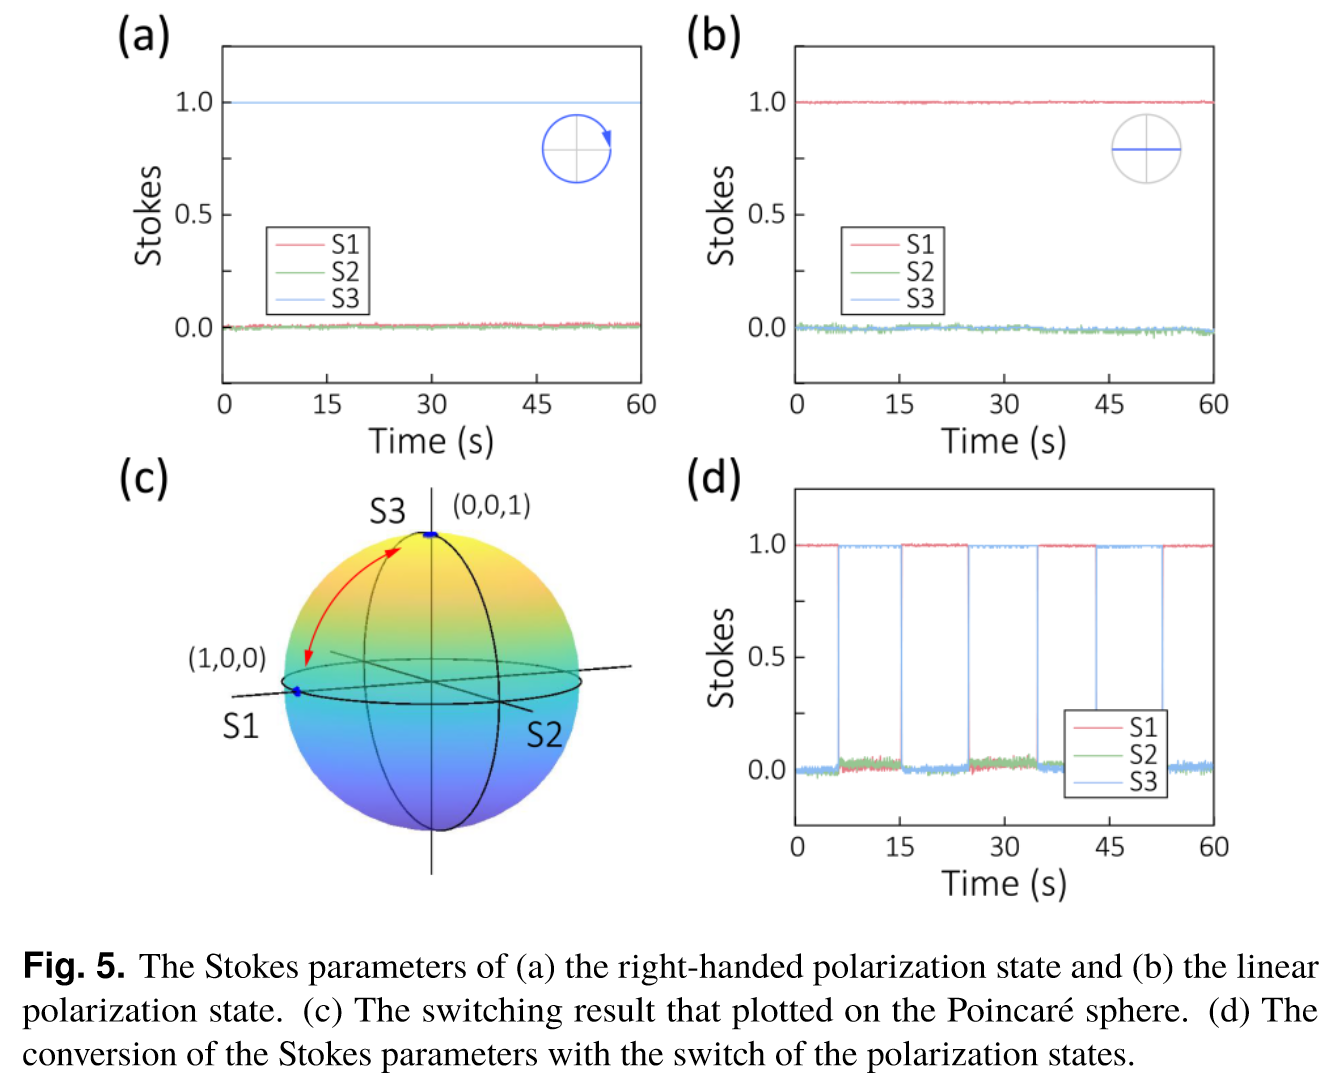 (a)
1.0
0.5
0.0
Stokes
S1
S2
S3
0 15 30 45 60
Time (s)
(b)
1.0
0.5
0.0
Stokes
S1
S2
S3
0 15 30 45 60
Time (s)
(c)
S3 (0,0,1)
(1,0,0)
S1
S2
(d)
1.0
0.5
0.0
Stokes
S1
S2
S3
0 15 30 45 60
Time (s)
Fig. 5. The Stokes parameters of (a) the right-handed polarization state and (b) the linear
polarization state. (c) The switching result that plotted on the Poincaré sphere. (d) The
conversion of the Stokes parameters with the switch of the polarization states.